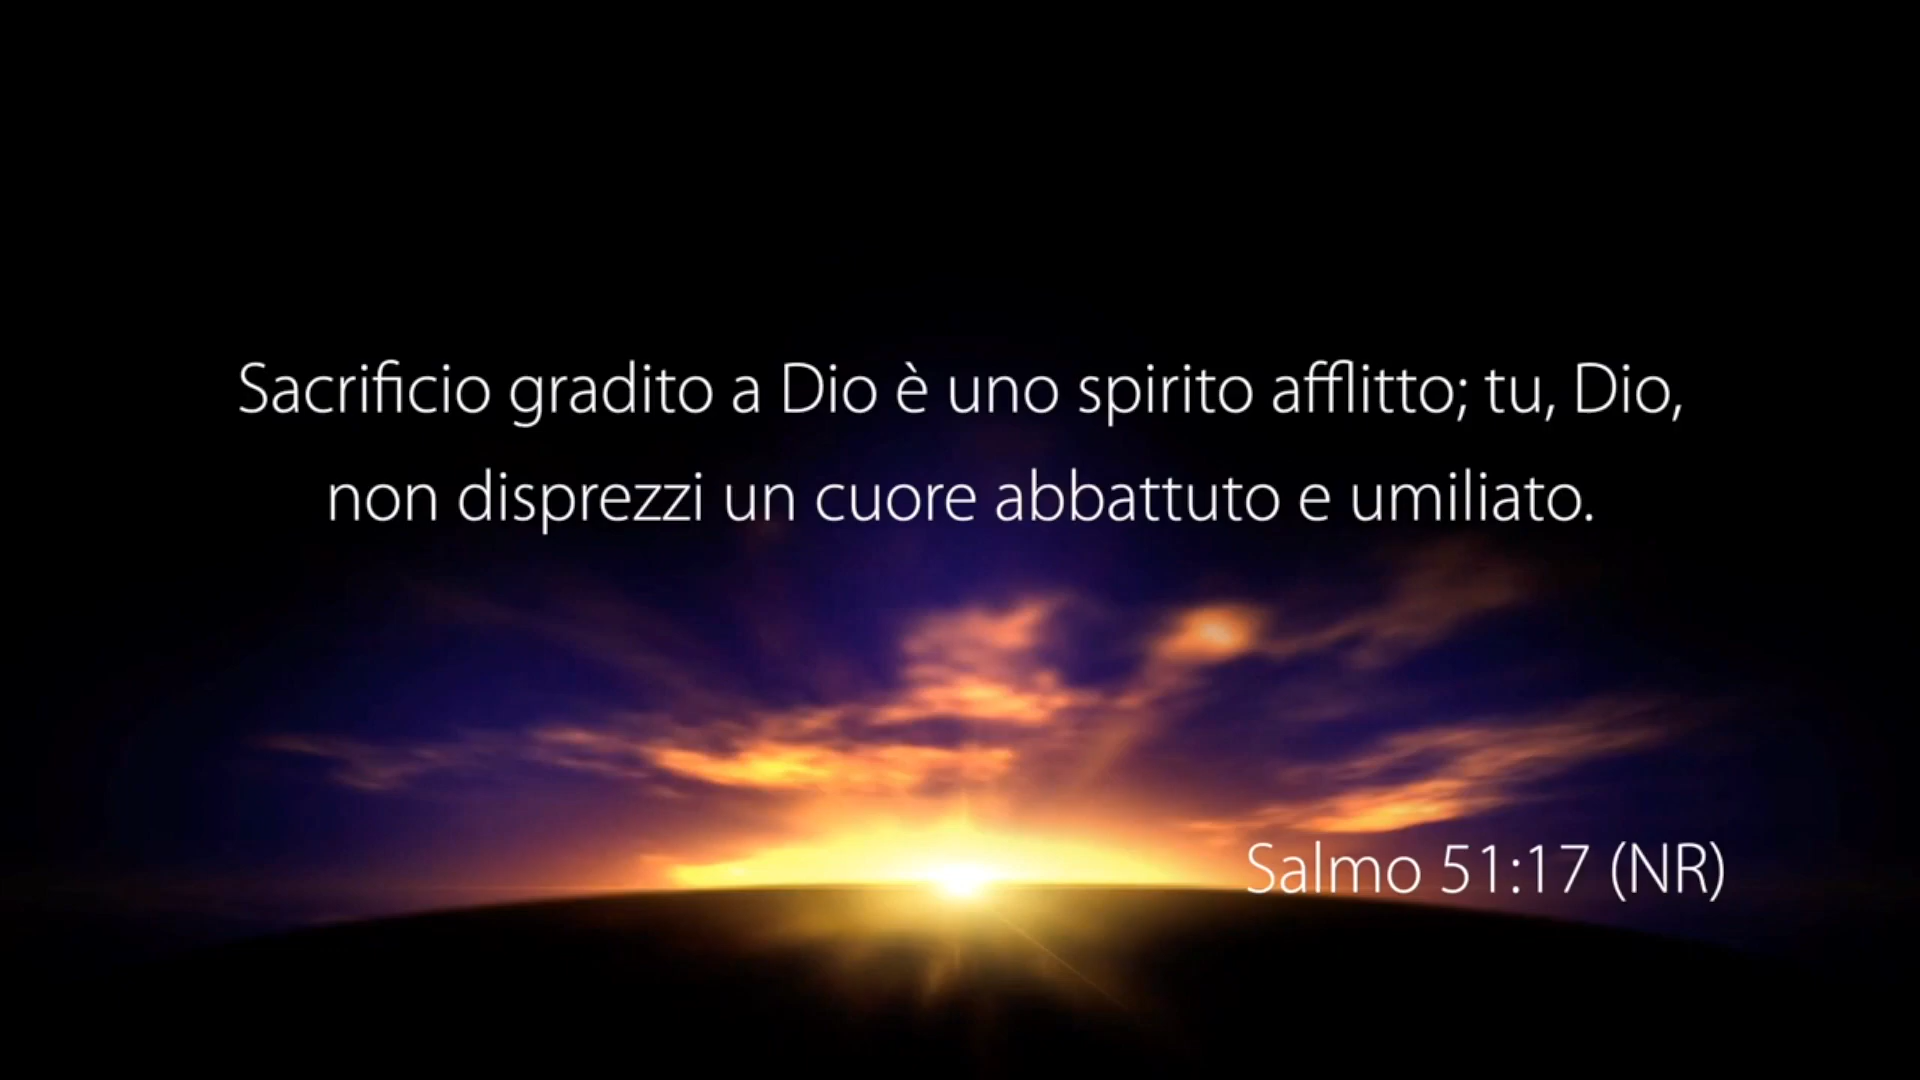 Sacrificio gradito a Dio è uno spirito afflitto; tu, Dio,
non disprezzi un cuore abbattuto e umiliato.
Salmo 51:17 (NR)